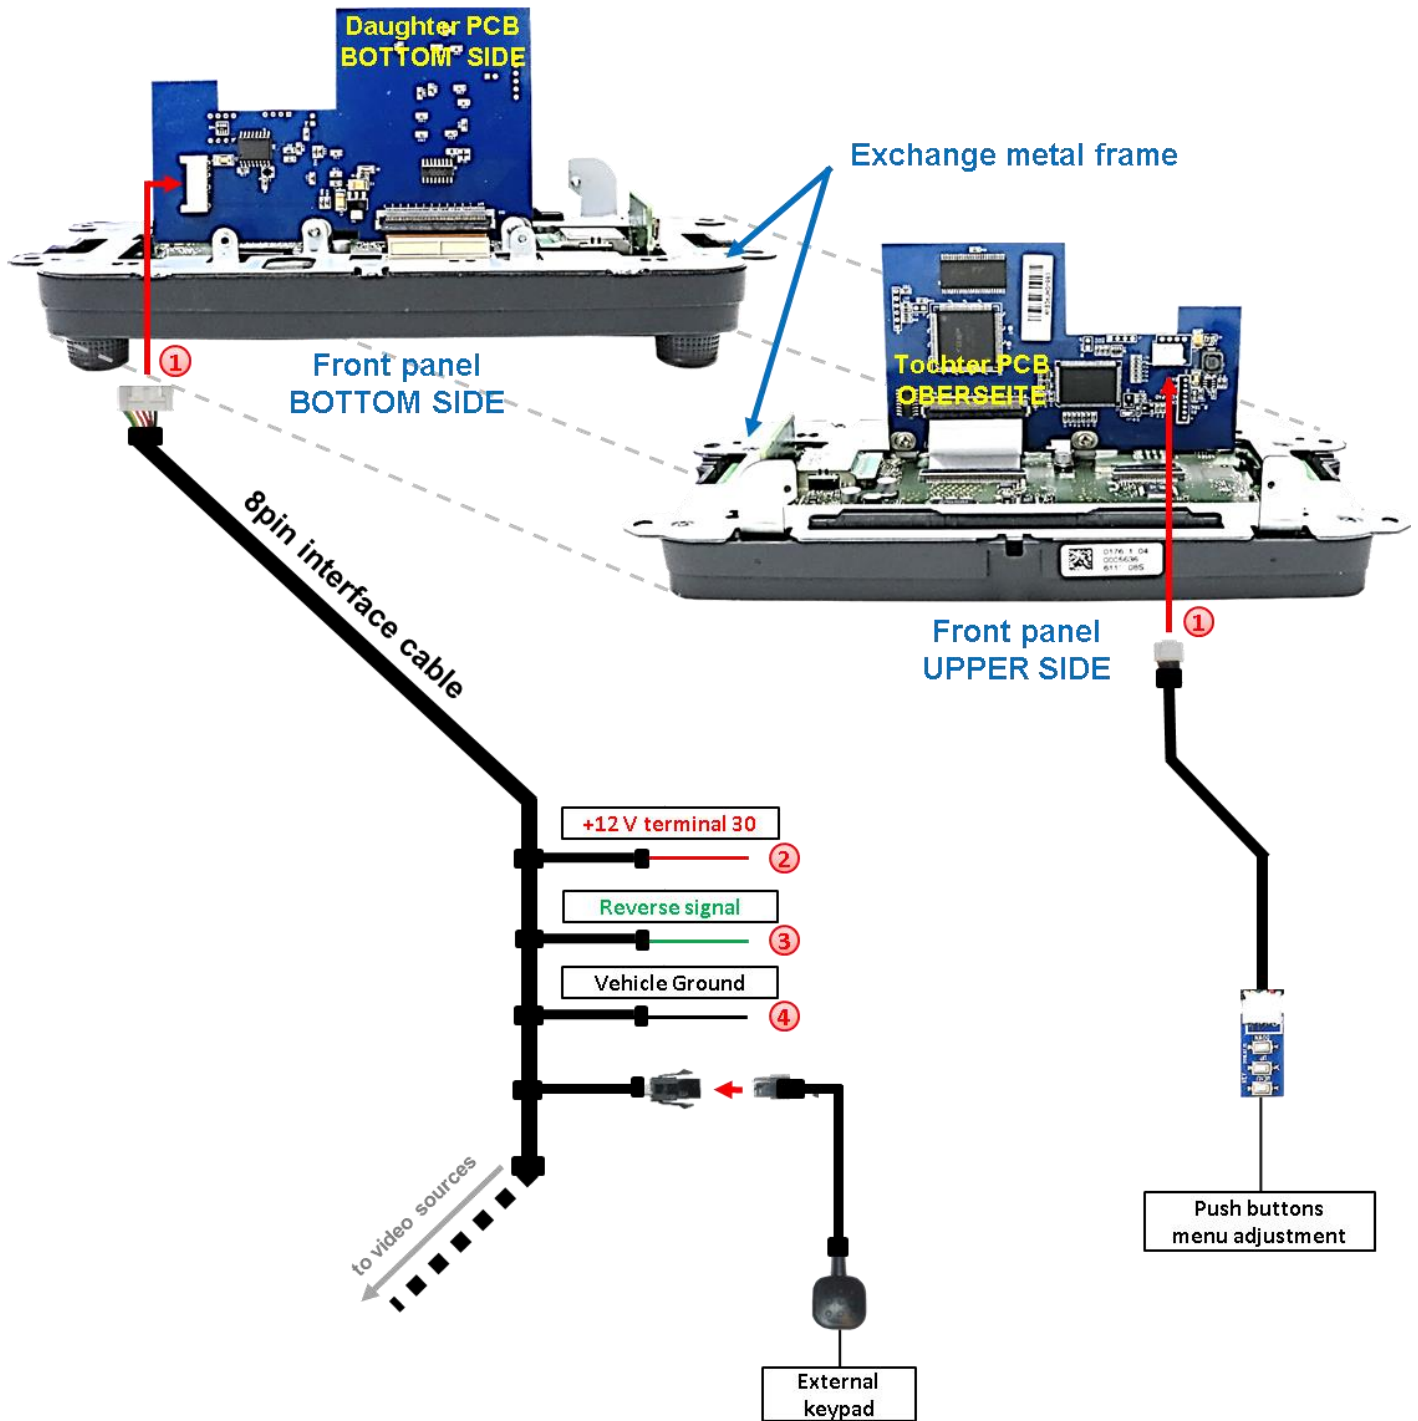 Daughter PCB
BOTTOM SIDE
Exchange metal frame
Tochter PCB
OBERSEITE
1
Front panel
BOTTOM SIDE
8pin interface cable
1
Front panel
UPPER SIDE
+12 V terminal 30
2
Reverse signal
3
Vehicle Ground
4
to video sources
Push buttons
menu adjustment
External
keypad